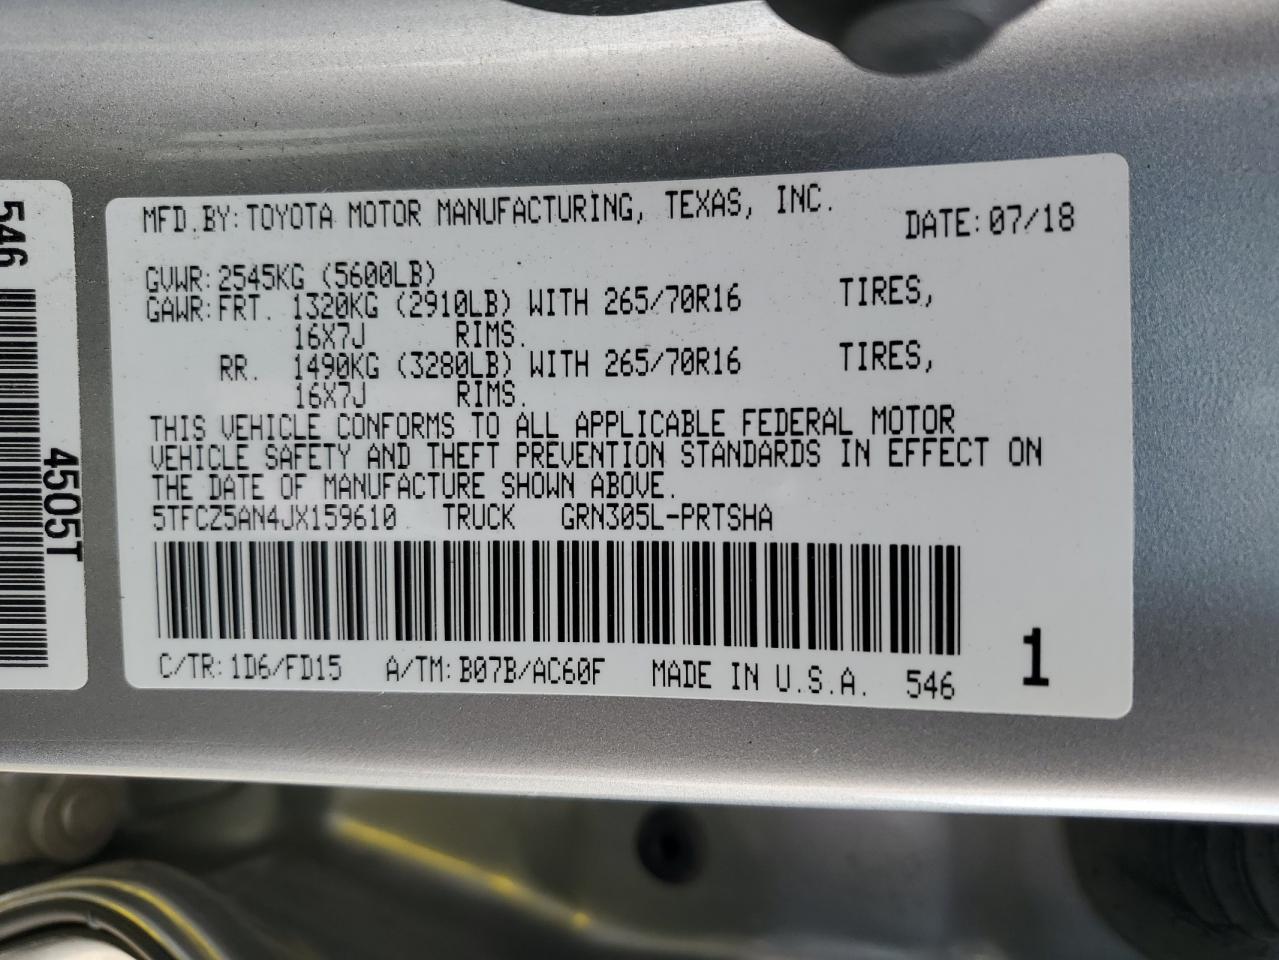 546
4505T
MFD.BY: TOYOTA MOTOR MANUFACTURING, TEXAS, INC. DATE: 07/18
GVWR: 2545KG (5600LB)
GAWR: FRT. 1320KG (2910LB) WITH 265/70R16 TIRES,
16X7J RIMS.
RR. 1490KG (3280LB) WITH 265/70R16 TIRES,
16X7J RIMS.
THIS VEHICLE CONFORMS TO ALL APPLICABLE FEDERAL MOTOR
VEHICLE SAFETY AND THEFT PREVENTION STANDARDS IN EFFECT ON
THE DATE OF MANUFACTURE SHOWN ABOVE.
5TFCZ5AN4JX159610 TRUCK GRN305L-PRTSHA
C/TR: 1D6/FD15 A/TM: B07B/AC60F MADE IN U.S.A. 546 1